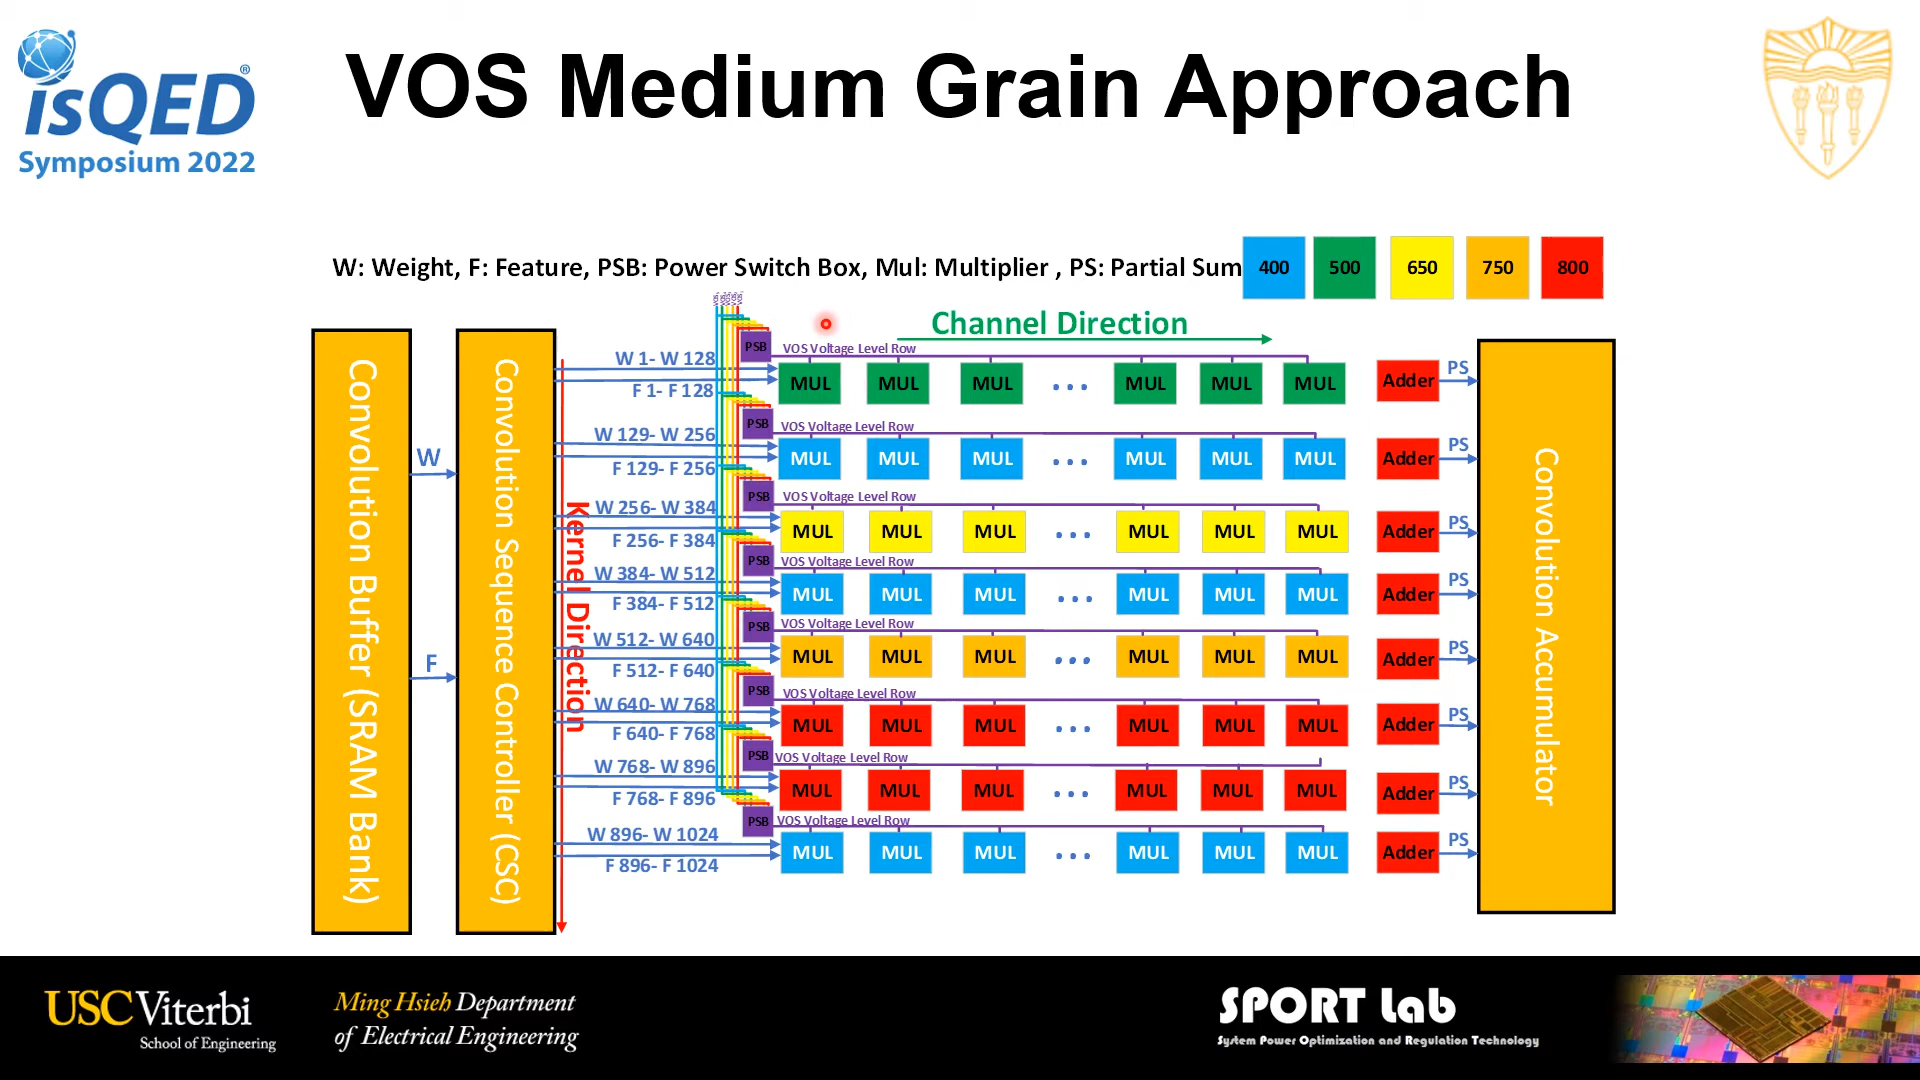 isQED®
Symposium 2022
VOS Medium Grain Approach
W: Weight, F: Feature, PSB: Power Switch Box, Mul: Multiplier , PS: Partial Sum
400 500 650 750 800
Convolution Buffer (SRAM Bank)
W
F
Convolution Sequence Controller (CSC)
Kernel Direction
Channel Direction
PSB VOS Voltage Level Row
W 1- W 128
F 1- F 128
MUL MUL MUL ... MUL MUL MUL Adder PS
PSB VOS Voltage Level Row
W 129- W 256
F 129- F 256
MUL MUL MUL ... MUL MUL MUL Adder PS
PSB VOS Voltage Level Row
W 256- W 384
F 256- F 384
MUL MUL MUL ... MUL MUL MUL Adder PS
PSB VOS Voltage Level Row
W 384- W 512
F 384- F 512
MUL MUL MUL ... MUL MUL MUL Adder PS
PSB VOS Voltage Level Row
W 512- W 640
F 512- F 640
MUL MUL MUL ... MUL MUL MUL Adder PS
PSB VOS Voltage Level Row
W 640- W 768
F 640- F 768
MUL MUL MUL ... MUL MUL MUL Adder PS
PSB VOS Voltage Level Row
W 768- W 896
F 768- F 896
MUL MUL MUL ... MUL MUL MUL Adder PS
PSB VOS Voltage Level Row
W 896- W 1024
F 896- F 1024
MUL MUL MUL ... MUL MUL MUL Adder PS
Convolution Accumulator
USC Viterbi
School of Engineering
Ming Hsieh Department
of Electrical Engineering
SPORT Lab
System Power Optimization and Regulation Technology